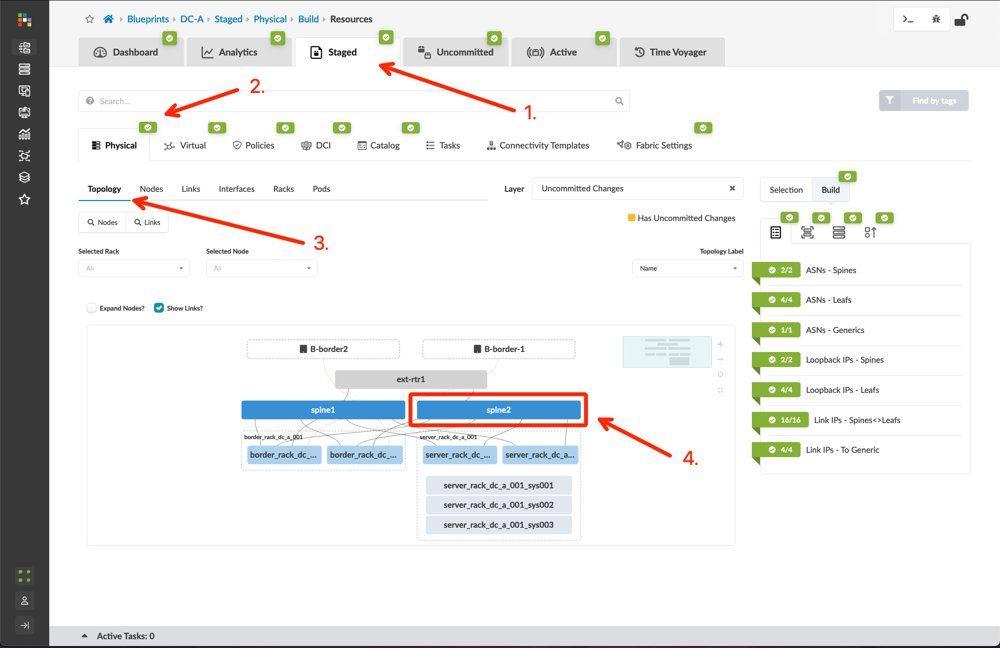 Blueprints DC-A Staged Physical Build Resources
Dashboard
Analytics
Staged
Uncommitted
Active
Time Voyager
2.
Search...
Find by tags
1.
Physical
Virtual
Policies
DCI
Catalog
Tasks
Connectivity Templates
Fabric Settings
Topology
Nodes
Links
Interfaces
Racks
Pods
Layer
Uncommitted Changes
Selection
Build
Nodes
Links
Has Uncommitted Changes
3.
Selected Rack
Selected Node
Topology Label
All
All
Name
Expand Nodes?
Show Links?
B-border2
B-border-1
ext-rtr1
spine1
spine2
border_rack_dc_a_001
server_rack_dc_a_001
border_rack_dc_...
border_rack_dc_...
server_rack_dc_...
server_rack_dc_a...
4.
server_rack_dc_a_001_sys001
server_rack_dc_a_001_sys002
server_rack_dc_a_001_sys003
2/2 ASNs - Spines
4/4 ASNs - Leafs
1/1 ASNs - Generics
2/2 Loopback IPs - Spines
4/4 Loopback IPs - Leafs
16/16 Link IPs - Spines<>Leafs
4/4 Link IPs - To Generic
Active Tasks: 0